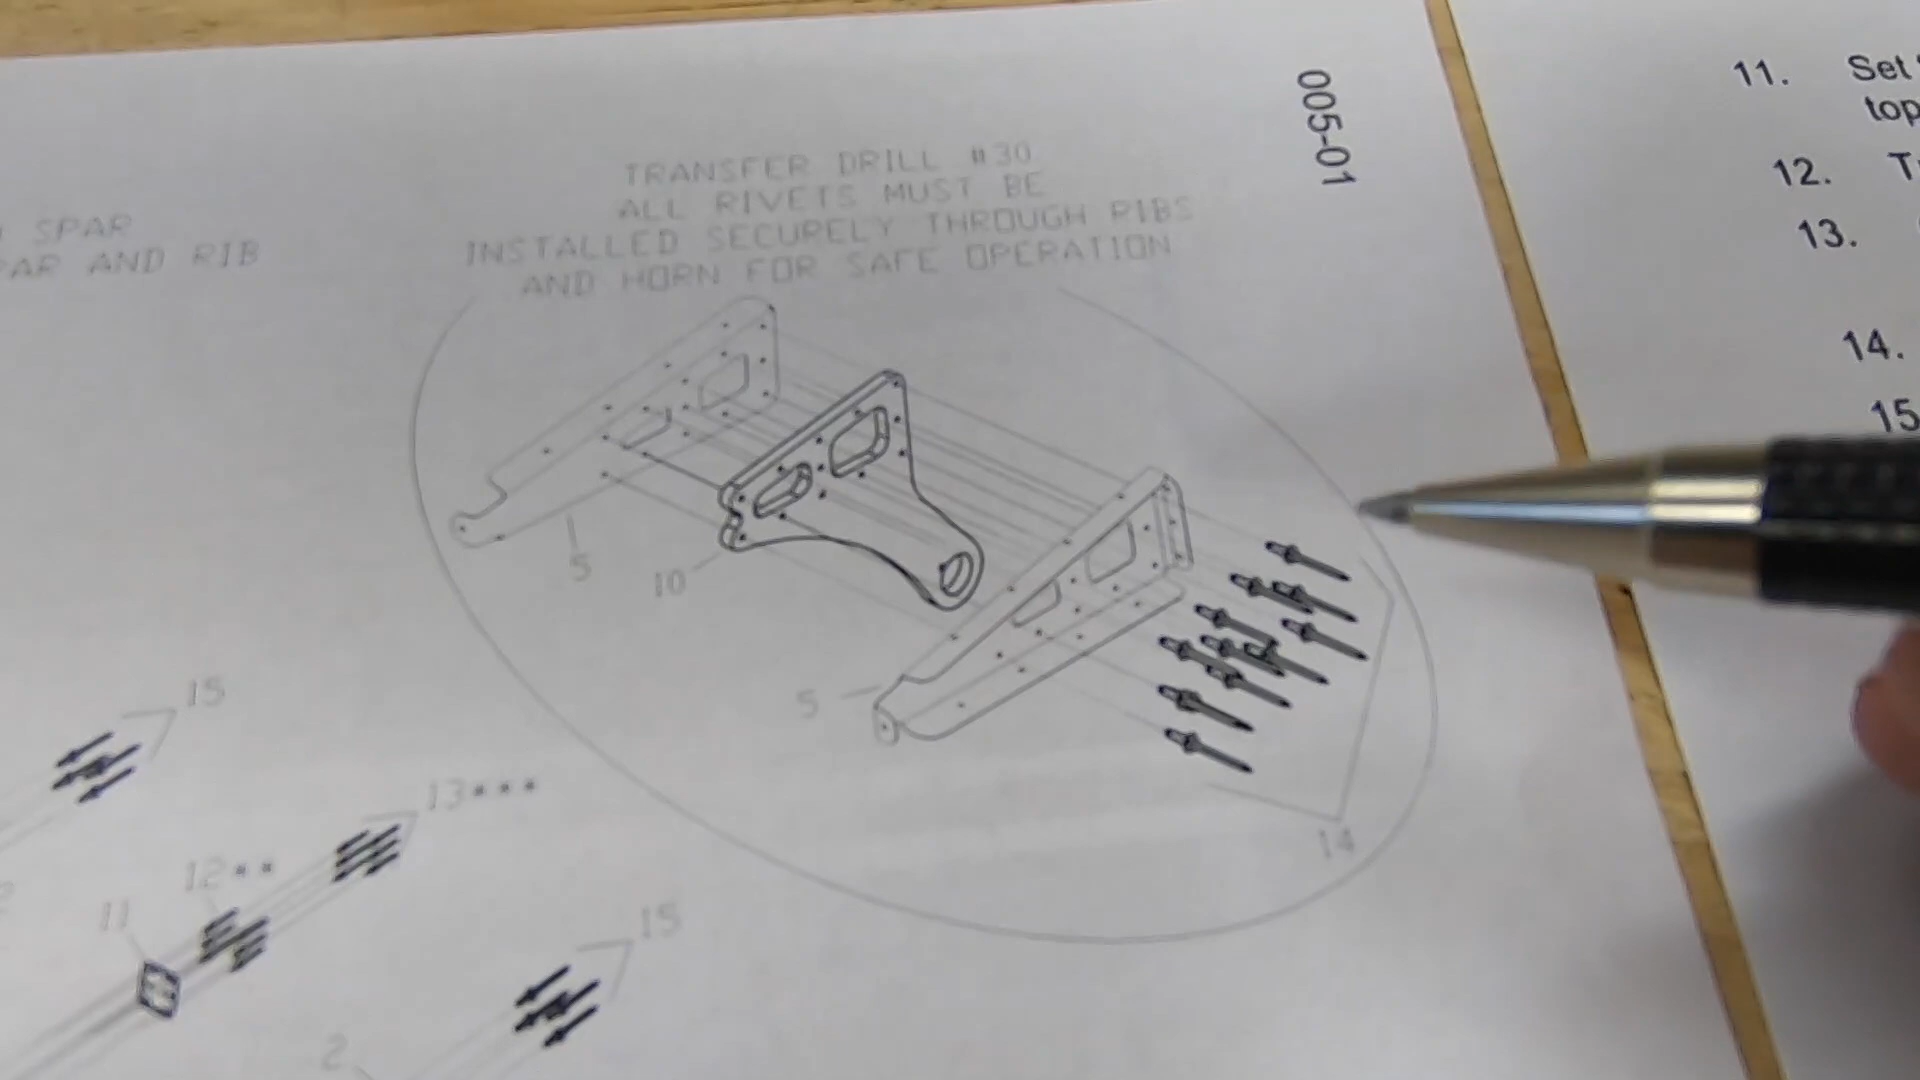 TRANSFER DRILL #30
ALL RIVETS MUST BE
INSTALLED SECURELY THROUGH RIBS
AND HORN FOR SAFE OPERATION
SPAR
AND RIB
005-01
5
10
5
14
15
13***
12**
11
15
2
11. Set
top
12.
13.
14.
15